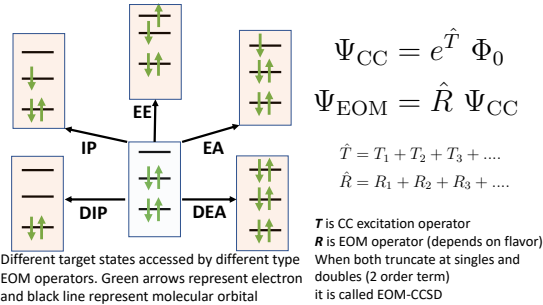 EE
IP
EA
DIP
DEA
Different target states accessed by different type
EOM operators. Green arrows represent electron
and black line represent molecular orbital
Ψ_CC = e^T̂ Φ_0
Ψ_EOM = R̂ Ψ_CC
T̂ = T_1 + T_2 + T_3 + ....
R̂ = R_1 + R_2 + R_3 + ....
T is CC excitation operator
R is EOM operator (depends on flavor)
When both truncate at singles and
doubles (2 order term)
it is called EOM-CCSD